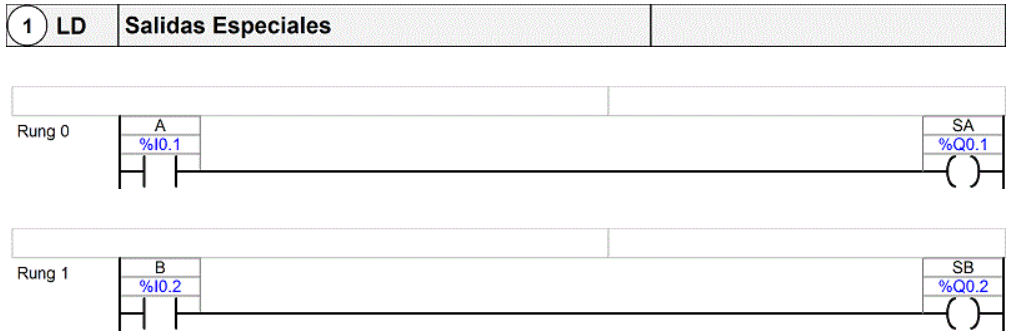 1 LD Salidas Especiales
Rung 0
A
%I0.1
SA
%Q0.1
Rung 1
B
%I0.2
SB
%Q0.2